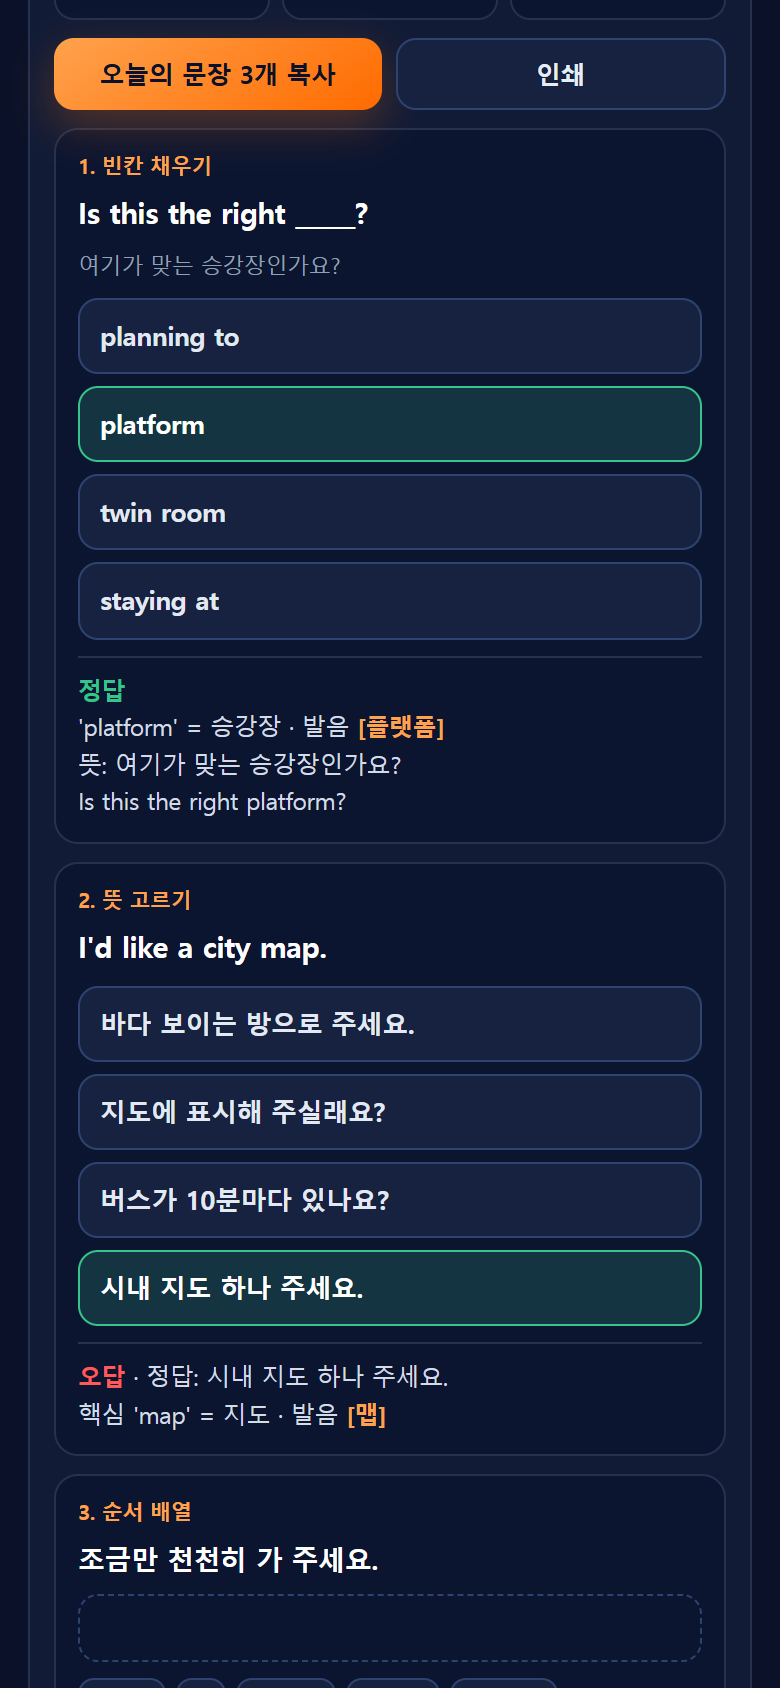 오늘의 문장 3개 복사
인쇄
1. 빈칸 채우기
Is this the right _____?
여기가 맞는 승강장인가요?
planning to
platform
twin room
staying at
정답
'platform' = 승강장 · 발음 [플랫폼]
뜻: 여기가 맞는 승강장인가요?
Is this the right platform?
2. 뜻 고르기
I'd like a city map.
바다 보이는 방으로 주세요.
지도에 표시해 주실래요?
버스가 10분마다 있나요?
시내 지도 하나 주세요.
오답 · 정답: 시내 지도 하나 주세요.
핵심 'map' = 지도 · 발음 [맵]
3. 순서 배열
조금만 천천히 가 주세요.